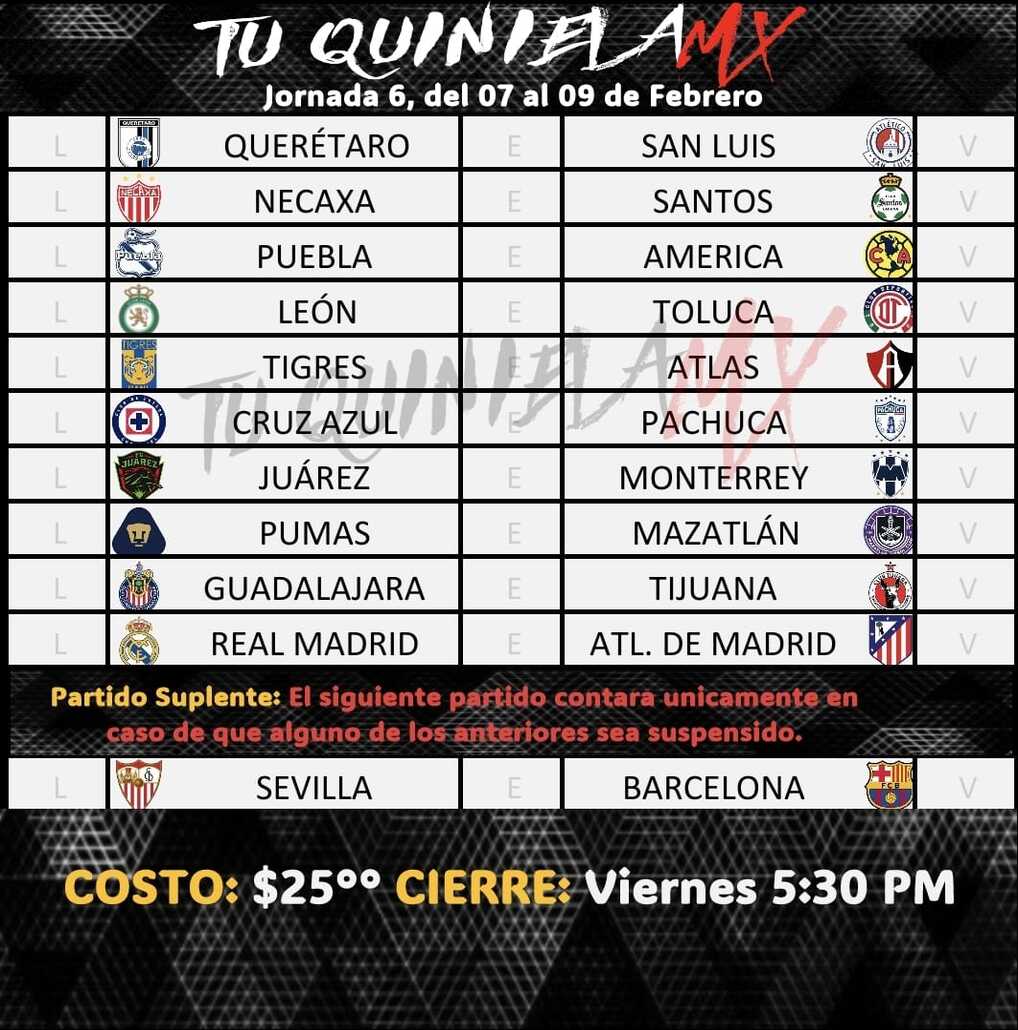 TU QUINIELAMX
Jornada 6, del 07 al 09 de Febrero
L QUERÉTARO E SAN LUIS V
L NECAXA E SANTOS V
L PUEBLA E AMERICA V
L LEÓN E TOLUCA V
L TIGRES E ATLAS V
L CRUZ AZUL E PACHUCA V
L JUÁREZ E MONTERREY V
L PUMAS E MAZATLÁN V
L GUADALAJARA E TIJUANA V
L REAL MADRID E ATL. DE MADRID V
TU QUINIELAMX
Partido Suplente: El siguiente partido contara unicamente en
caso de que alguno de los anteriores sea suspendido.
L SEVILLA E BARCELONA V
COSTO: $25°° CIERRE: Viernes 5:30 PM